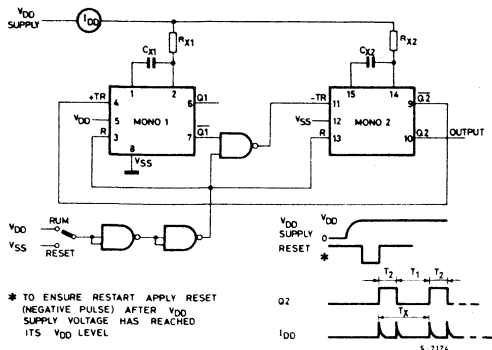 VDD SUPPLY
IDD
CX1
RX1
CX2
RX2
1
2
15
14
+TR
4
6
Q1
-TR
11
9
Q2
VDD
5
MONO 1
VSS
12
MONO 2
R
3
7
Q1
R
13
10
Q2
OUTPUT
8
VSS
VDD
RUM
VSS
RESET
VDD SUPPLY
VDD
0
RESET
*
T2
T1
T2
Q2
TX
IDD
* TO ENSURE RESTART APPLY RESET
(NEGATIVE PULSE) AFTER VDD
SUPPLY VOLTAGE HAS REACHED
ITS VDD LEVEL
S-2174